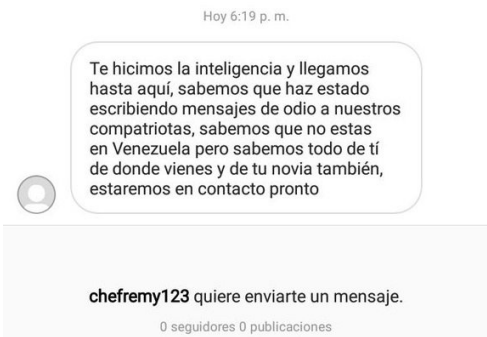 Hoy 6:19 p. m.
Te hicimos la inteligencia y llegamos
hasta aquí, sabemos que haz estado
escribiendo mensajes de odio a nuestros
compatriotas, sabemos que no estas
en Venezuela pero sabemos todo de tí
de donde vienes y de tu novia también,
estaremos en contacto pronto
chefremy123 quiere enviarte un mensaje.
0 seguidores 0 publicaciones